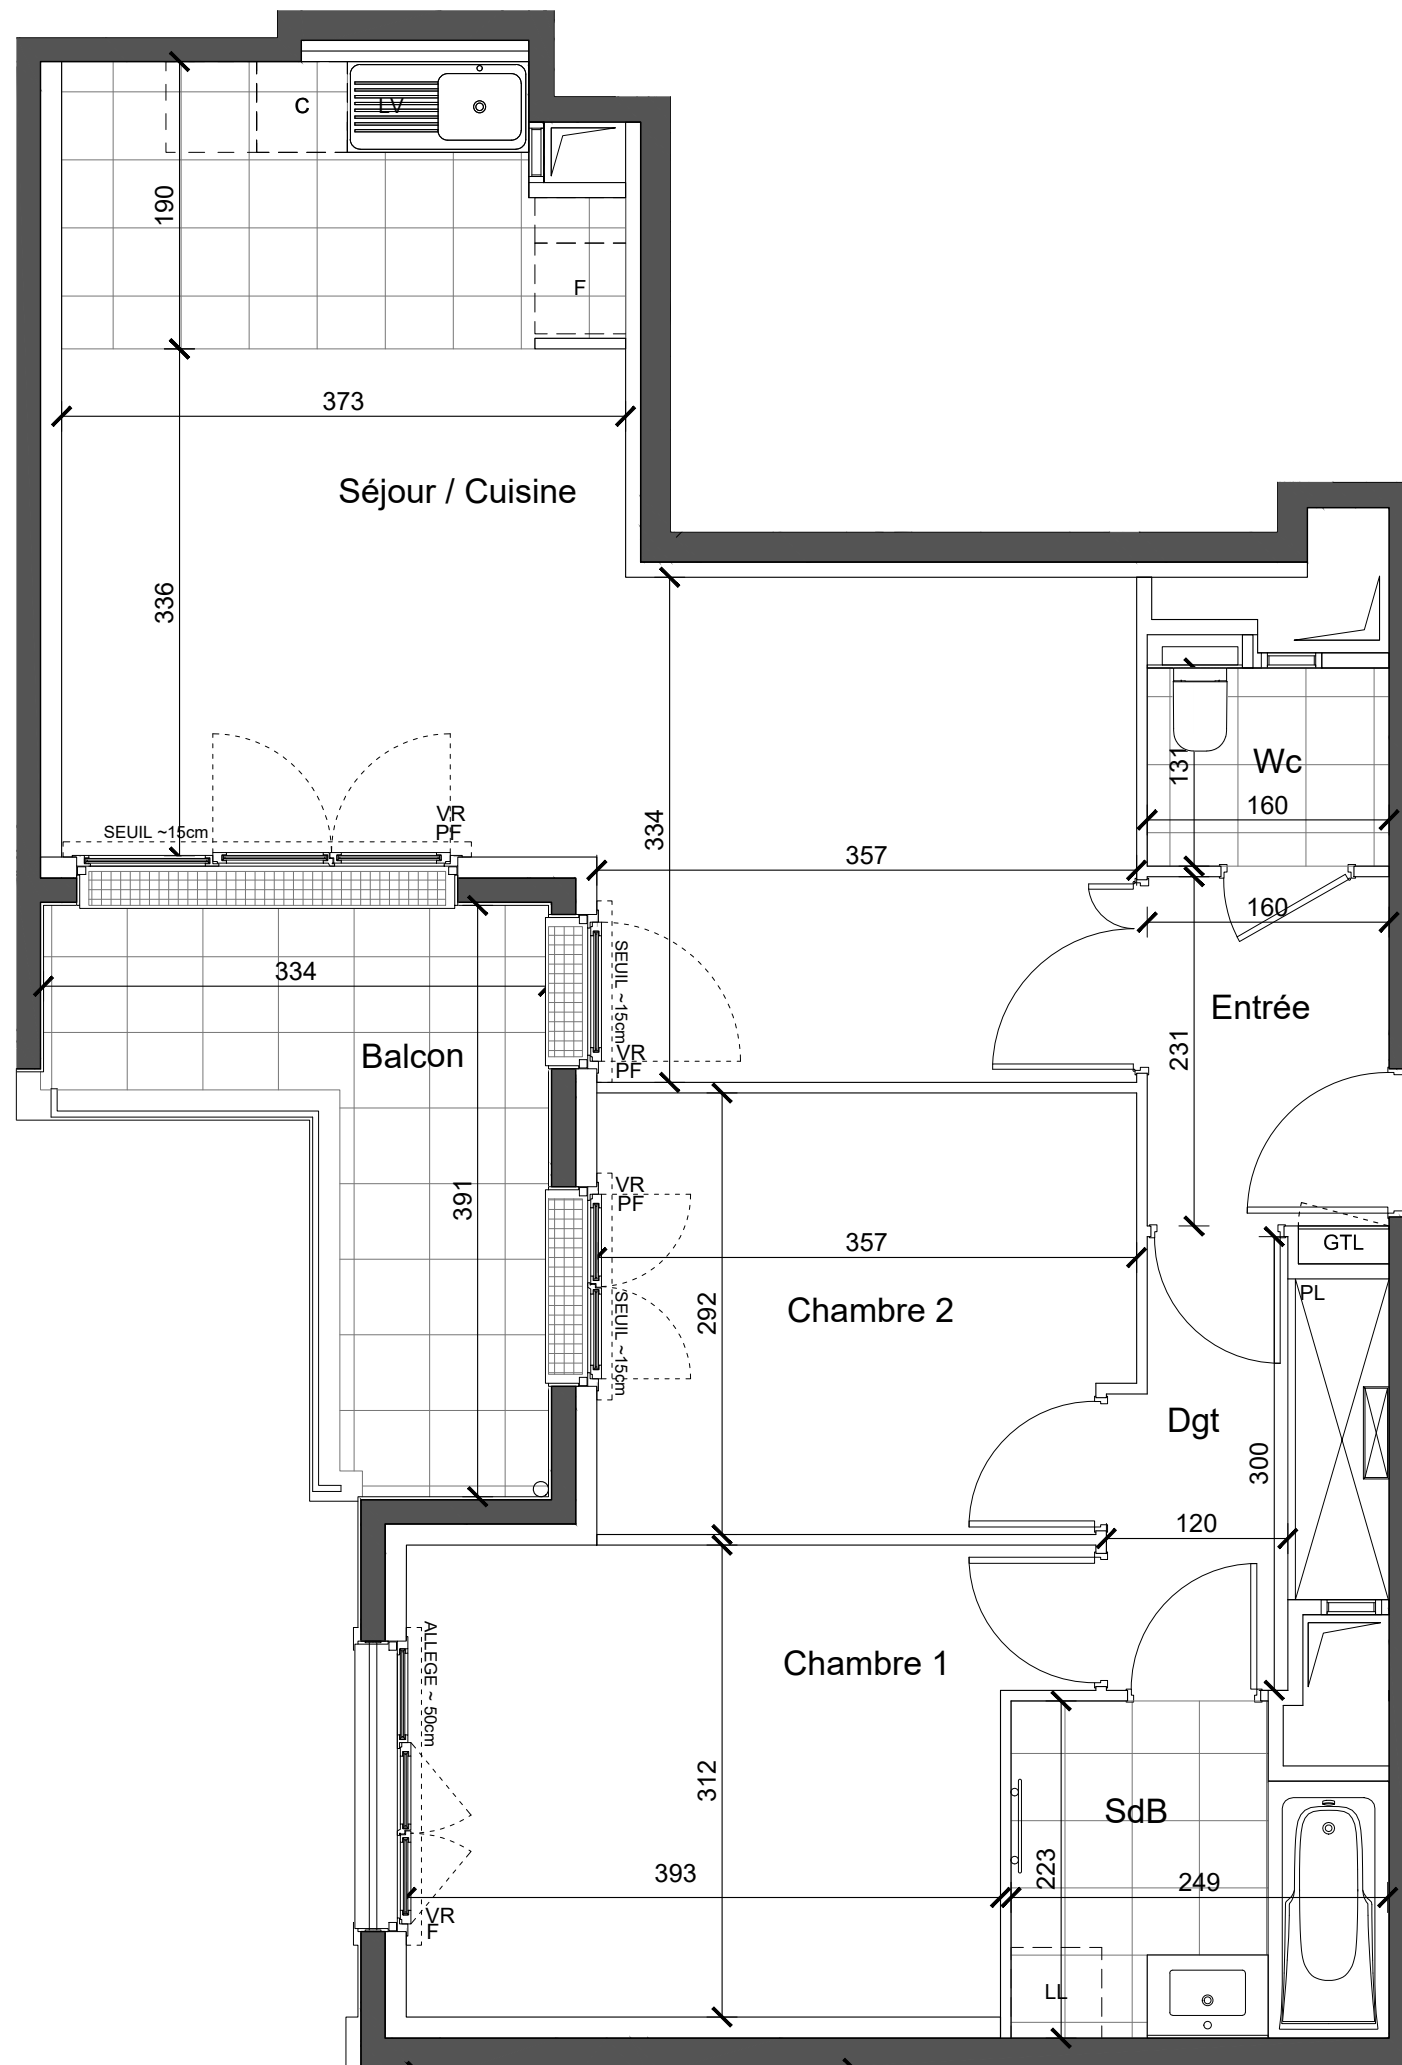 C
LV
190
F
373
Séjour / Cuisine
336
VR
PF
SEUIL ~15cm
334
357
131
Wc
160
160
Entrée
231
334
Balcon
SEUIL ~15cm
VR
PF
391
VR
PF
357
GTL
PL
292
Chambre 2
SEUIL ~15cm
Dgt
300
120
ALLEGE ~ 50cm
Chambre 1
312
SdB
393
223
249
VR
F
LL